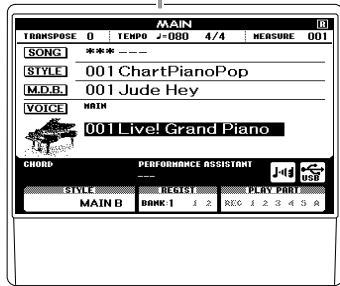 MAIN R
TRANSPOSE 0 TEMPO ♩=080 4/4 MEASURE 001
SONG *** ---
STYLE 001 ChartPianoPop
M.D.B. 001 Jude Hey
VOICE MAIN
001 Live! Grand Piano
CHORD PERFORMANCE ASSISTANT
---
USB
STYLE REGIST PLAY PART
MAIN B BANK:1 1 2 REC 1 2 3 4 5 A